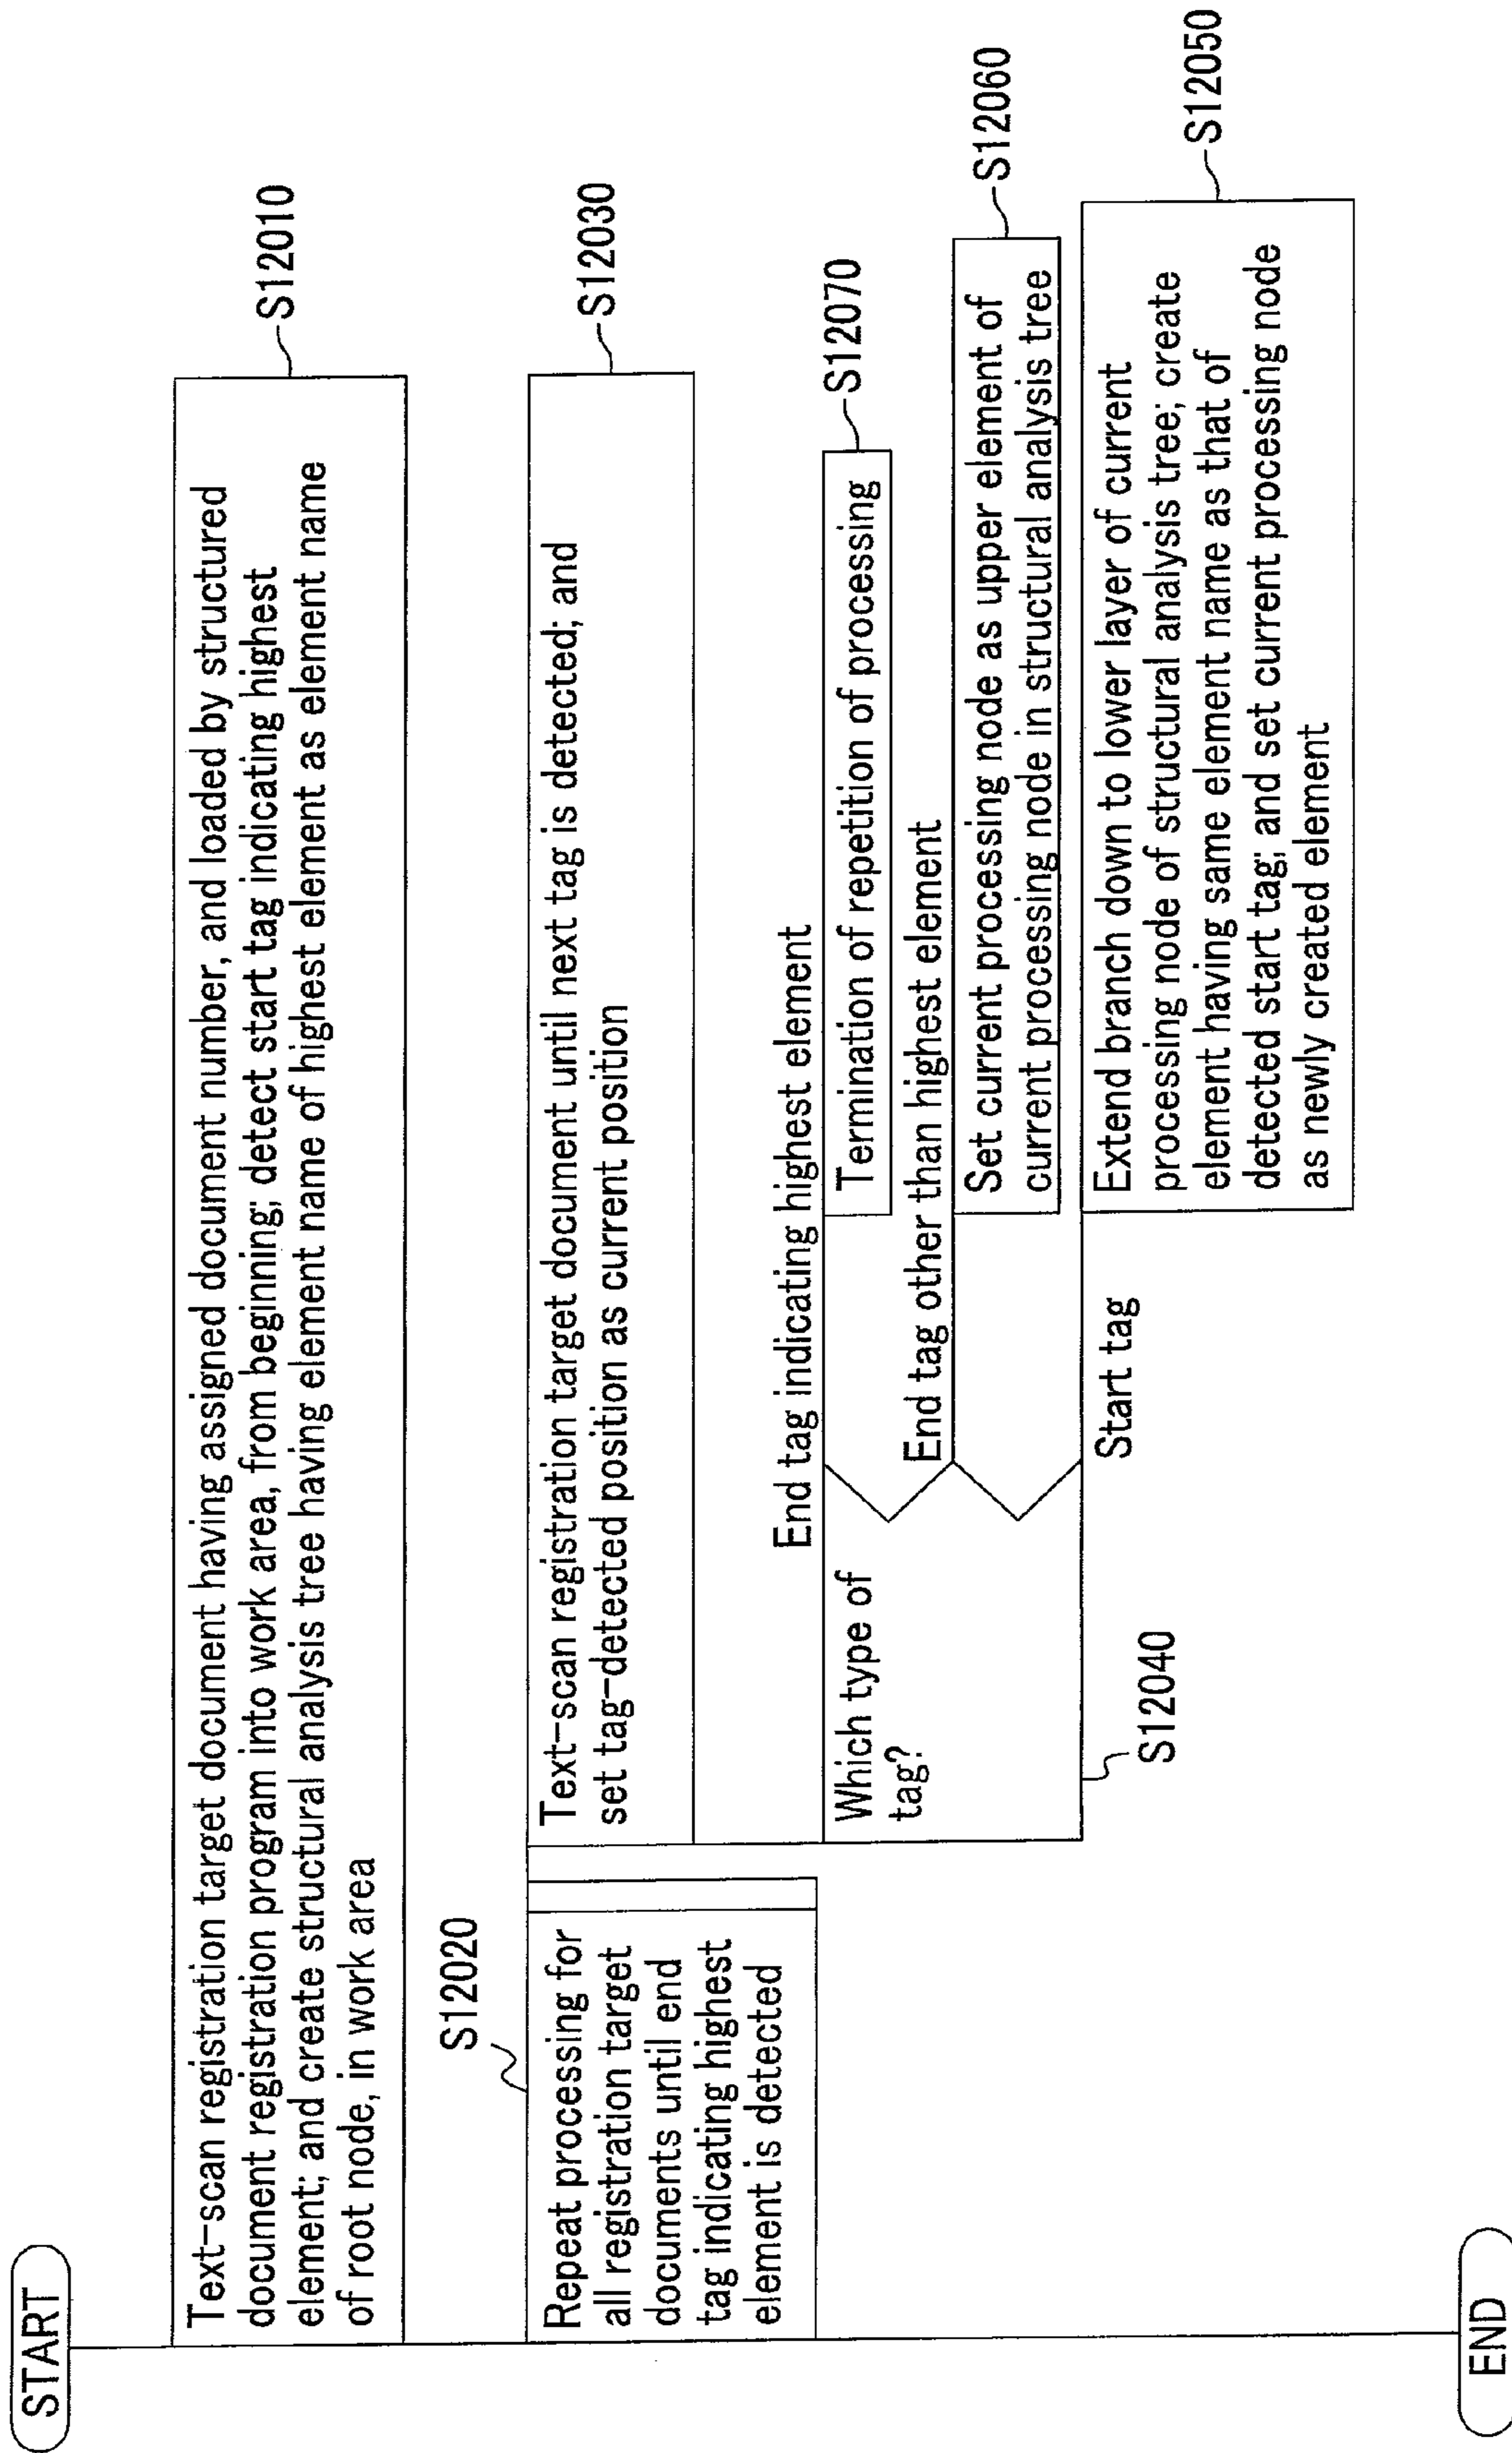 START
Text-scan registration target document having assigned document number, and loaded by structured
document registration program into work area, from beginning; detect start tag indicating highest
element; and create structural analysis tree having element name of highest element as element name
of root node, in work area
S12010
S12020
Repeat processing for
all registration target
documents until end
tag indicating highest
element is detected
Text-scan registration target document until next tag is detected; and
set tag-detected position as current position
S12030
Which type of
tag?
S12040
End tag indicating highest element
Termination of repetition of processing
S12070
End tag other than highest element
Set current processing node as upper element of
current processing node in structural analysis tree
S12060
Start tag
Extend branch down to lower layer of current
processing node of structural analysis tree; create
element having same element name as that of
detected start tag; and set current processing node
as newly created element
S12050
END